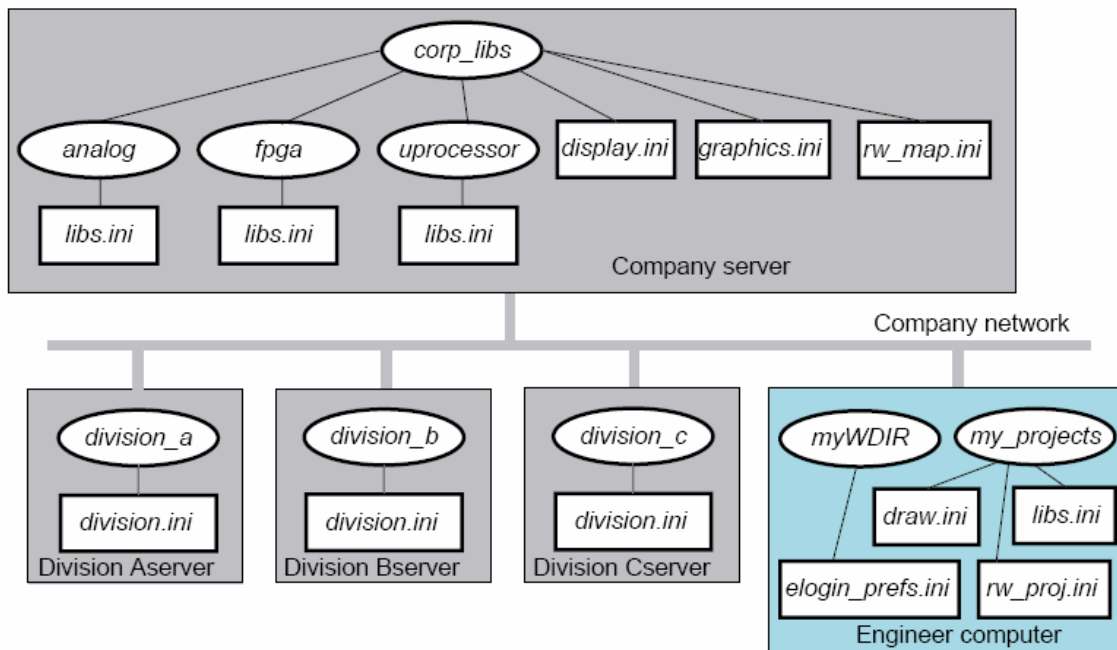 corp_libs
analog
fpga
uprocessor
display.ini
graphics.ini
rw_map.ini
libs.ini
libs.ini
libs.ini
Company server
Company network
division_a
division_b
division_c
myWDIR
my_projects
division.ini
division.ini
division.ini
draw.ini
libs.ini
Division Aserver
Division Bserver
Division Cserver
elogin_prefs.ini
rw_proj.ini
Engineer computer